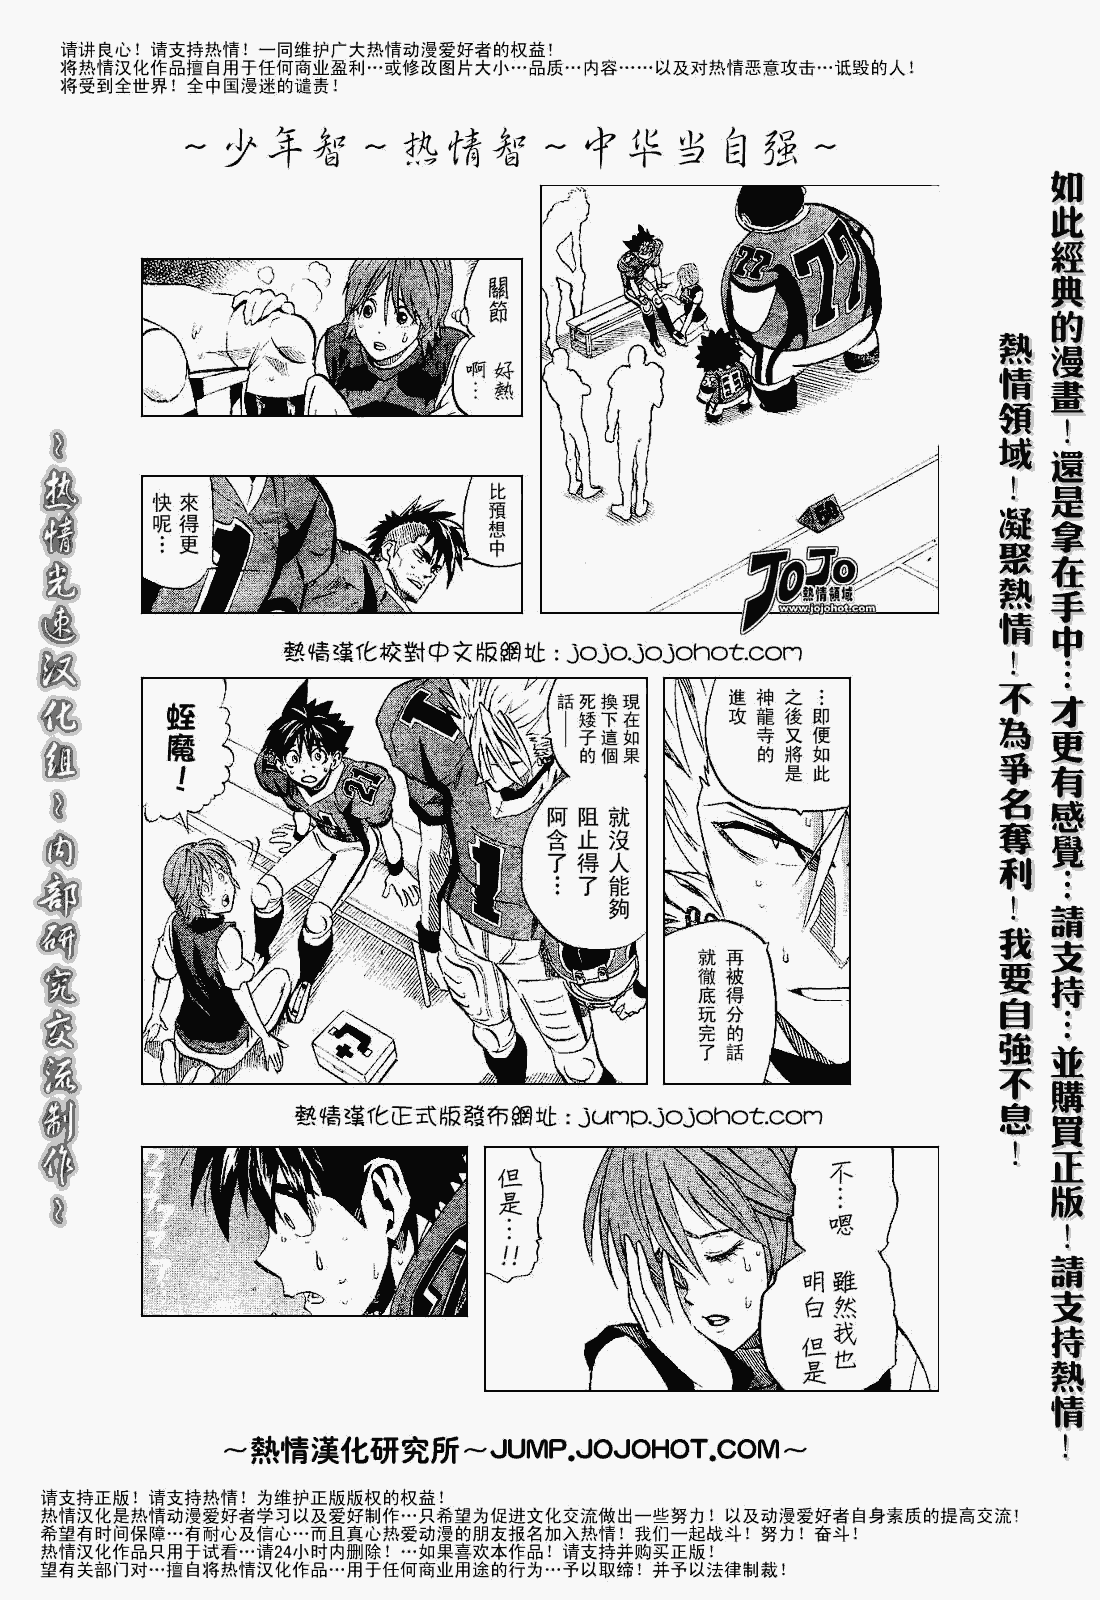 请讲良心！请支持热情！一同维护广大热情动漫爱好者的权益！
将热情汉化作品擅自用于任何商业盈利…或修改图片大小…品质…内容……以及对热情恶意攻击…诋毁的人！
将受到全世界！全中国漫迷的谴责！
～少年智～热情智～中华当自强～
如此經典的漫畫！還是拿在手中…才更有感覺…請支持…並購買正版！請支持熱情！
熱情領域！凝聚熱情！不為爭名奪利！我要自強不息！
～热情光速汉化组～内部研究交流制作～
77
77
50
JOJO
熱情領域
www.jojohot.com
關節
好熱
啊…
比預想中
來得更
快呢…
熱情漢化校對中文版網址：jojo.jojohot.com
…即便如此
之後又將是
神龍寺的
進攻
再被得分的話
就徹底玩完了
現在如果
換下這個
死矮子的
話——
就沒人能夠
阻止得了
阿含了…
蛭魔！
21
1
1
熱情漢化正式版發布網址：jump.jojohot.com
不…嗯
雖然我也
明白 但是
但是…!!
～熱情漢化研究所～JUMP.JOJOHOT.COM～
请支持正版！请支持热情！为维护正版版权的权益！
热情汉化是热情动漫爱好者学习以及爱好制作…只希望为促进文化交流做出一些努力！以及动漫爱好者自身素质的提高交流！
希望有时间保障…有耐心及信心…而且真心热爱动漫的朋友报名加入热情！我们一起战斗！努力！奋斗！
热情汉化作品只用于试看…请24小时内删除！…如果喜欢本作品！请支持并购买正版！
望有关部门对…擅自将热情汉化作品…用于任何商业用途的行为…予以取缔！并予以法律制裁！